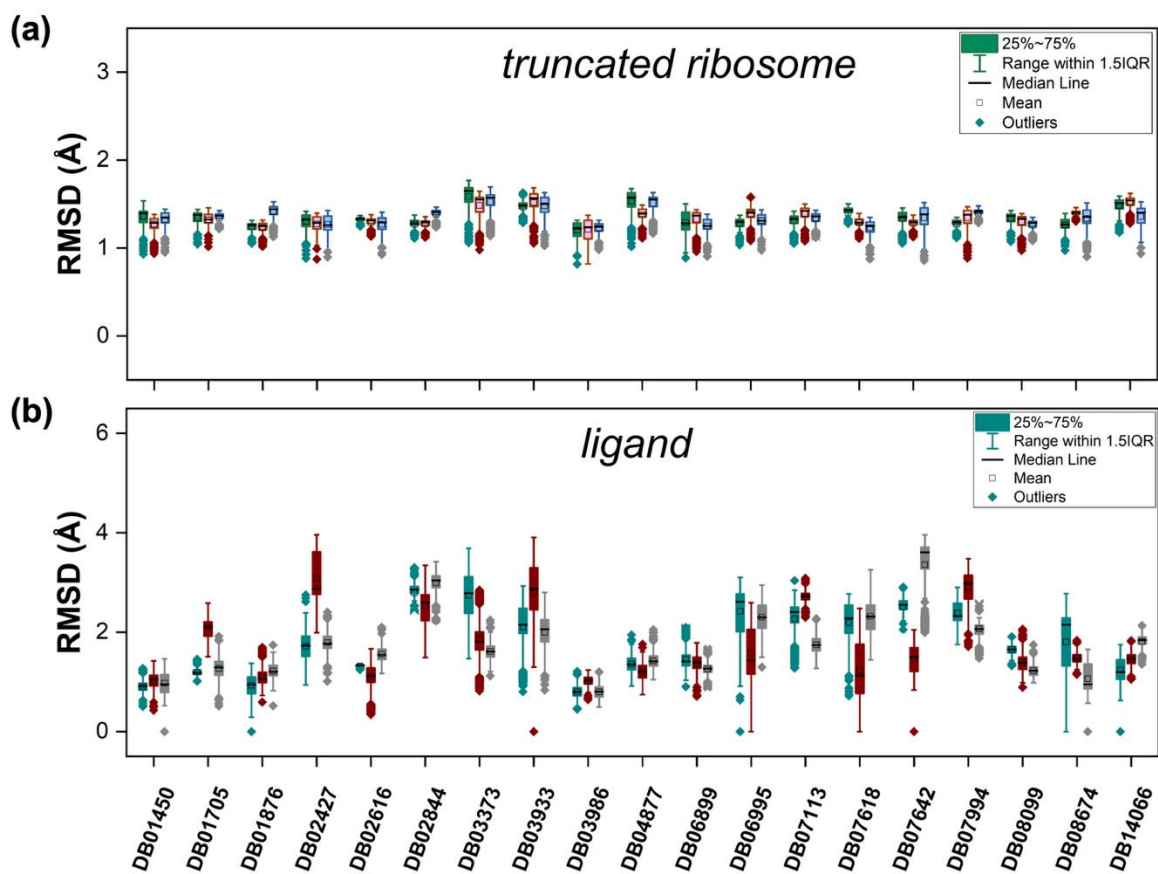 (a)
truncated ribosome
25%~75%
Range within 1.5IQR
Median Line
Mean
Outliers
RMSD (Å)
3
2
1
0
(b)
ligand
25%~75%
Range within 1.5IQR
Median Line
Mean
Outliers
RMSD (Å)
6
4
2
0
DB01450
DB01705
DB01876
DB02427
DB02616
DB02844
DB03373
DB03933
DB03986
DB04877
DB06899
DB06995
DB07113
DB07618
DB07642
DB07994
DB08099
DB08674
DB14066